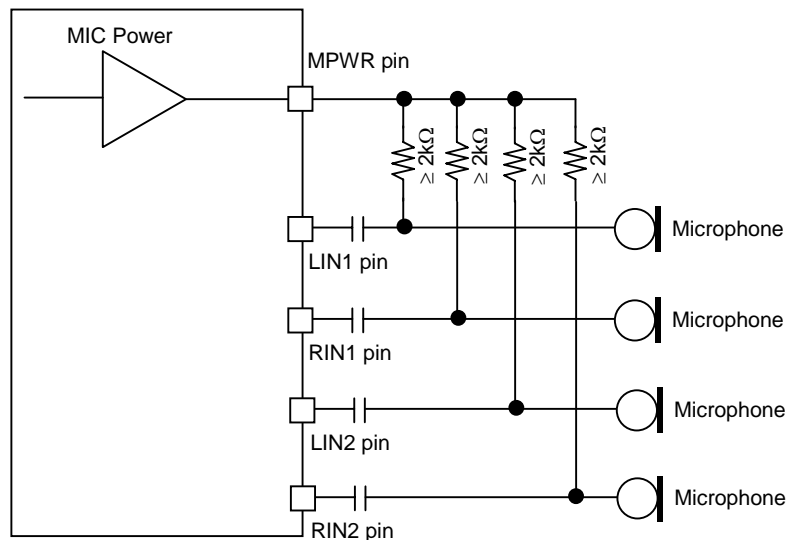 MIC Power
MPWR pin
≥ 2kΩ
≥ 2kΩ
≥ 2kΩ
≥ 2kΩ
Microphone
LIN1 pin
Microphone
RIN1 pin
Microphone
LIN2 pin
Microphone
RIN2 pin